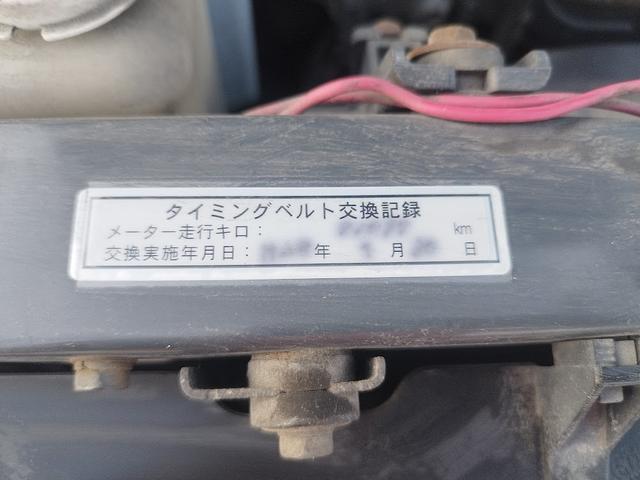 タイミングベルト交換記録
メーター走行キロ： km
交換実施年月日： 年 月 日